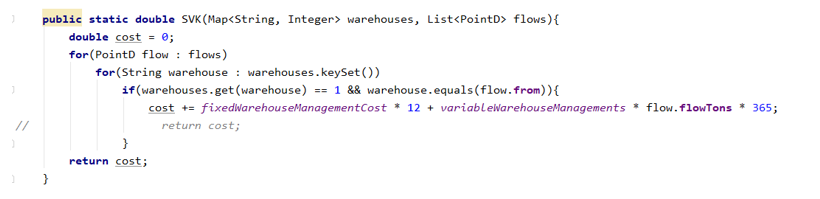 public static double SVK(Map<String, Integer> warehouses, List<PointD> flows){
    double cost = 0;
    for(PointD flow : flows)
        for(String warehouse : warehouses.keySet())
            if(warehouses.get(warehouse) == 1 && warehouse.equals(flow.from)){
                cost += fixedWarehouseManagementCost * 12 + variableWarehouseManagements * flow.flowTons * 365;
//                return cost;
            }
    return cost;
}